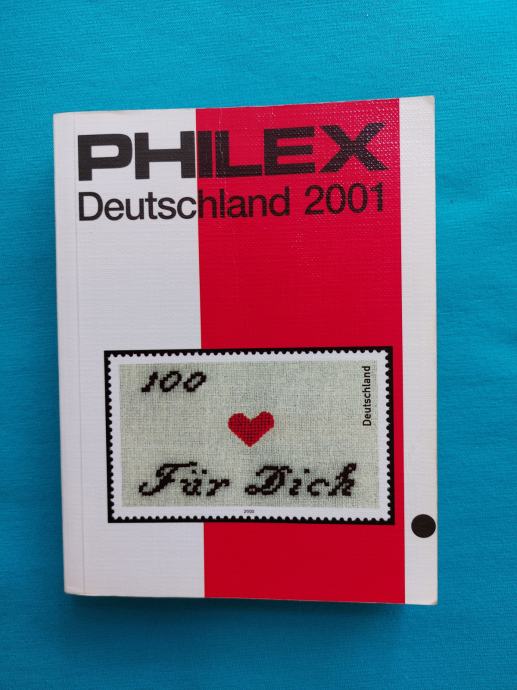 PHILEX
Deutschland 2001
100
Deutschland
Für Dich
2000